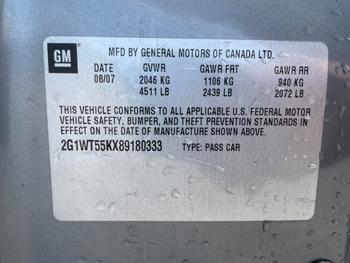 GM
MFD BY GENERAL MOTORS OF CANADA LTD.
DATE GVWR GAWR FRT GAWR RR
08/07 2046 KG 1106 KG 940 KG
4511 LB 2439 LB 2072 LB
THIS VEHICLE CONFORMS TO ALL APPLICABLE U.S. FEDERAL MOTOR
VEHICLE SAFETY, BUMPER, AND THEFT PREVENTION STANDARDS IN
EFFECT ON THE DATE OF MANUFACTURE SHOWN ABOVE.
2G1WT55KX89180333 TYPE: PASS CAR